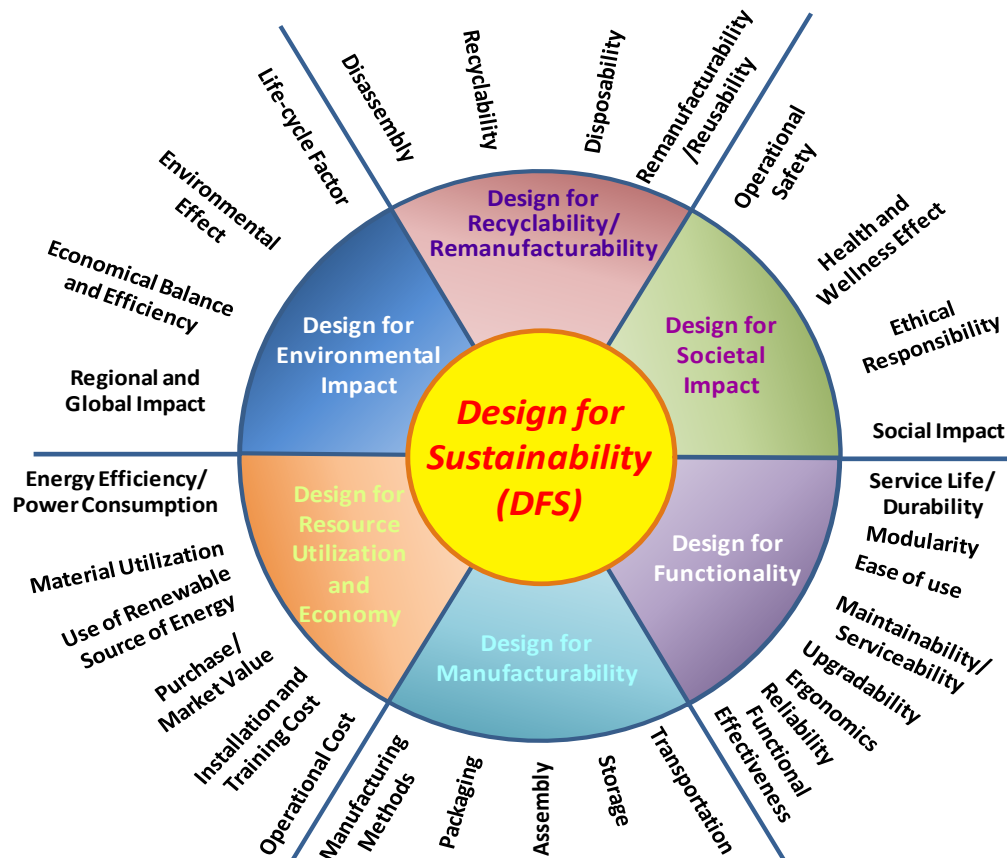 Design for
Sustainability
(DFS)
Design for
Recyclability/
Remanufacturability
Disassembly
Recyclability
Disposability
Remanufacturability
/Reusability
Design for
Societal
Impact
Operational
Safety
Health and
Wellness Effect
Ethical
Responsibility
Social Impact
Design for
Functionality
Service Life/
Durability
Modularity
Ease of use
Maintainability/
Serviceability
Upgradability
Ergonomics
Reliability
Functional
Effectiveness
Design for
Manufacturability
Transportation
Storage
Assembly
Packaging
Manufacturing
Methods
Design for
Resource
Utilization
and
Economy
Operational Cost
Installation and
Training Cost
Purchase/
Market Value
Use of Renewable
Source of Energy
Material Utilization
Energy Efficiency/
Power Consumption
Design for
Environmental
Impact
Regional and
Global Impact
Economical Balance
and Efficiency
Environmental
Effect
Life-cycle Factor